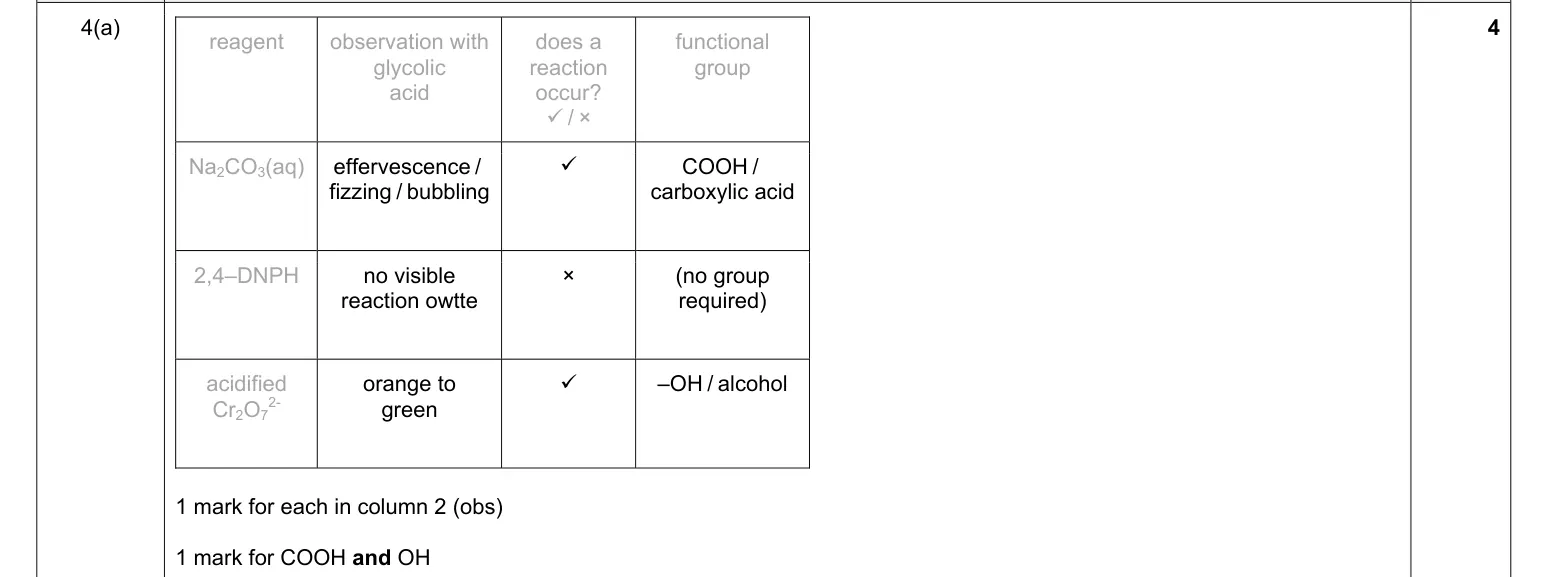 4(a)
4
reagent
observation with
glycolic
acid
does a
reaction
occur?
✓ / ×
functional
group
Na₂CO₃(aq)
effervescence /
fizzing / bubbling
✓
COOH /
carboxylic acid
2,4–DNPH
no visible
reaction owtte
×
(no group
required)
acidified
Cr₂O₇²⁻
orange to
green
✓
–OH / alcohol
1 mark for each in column 2 (obs)
1 mark for COOH and OH